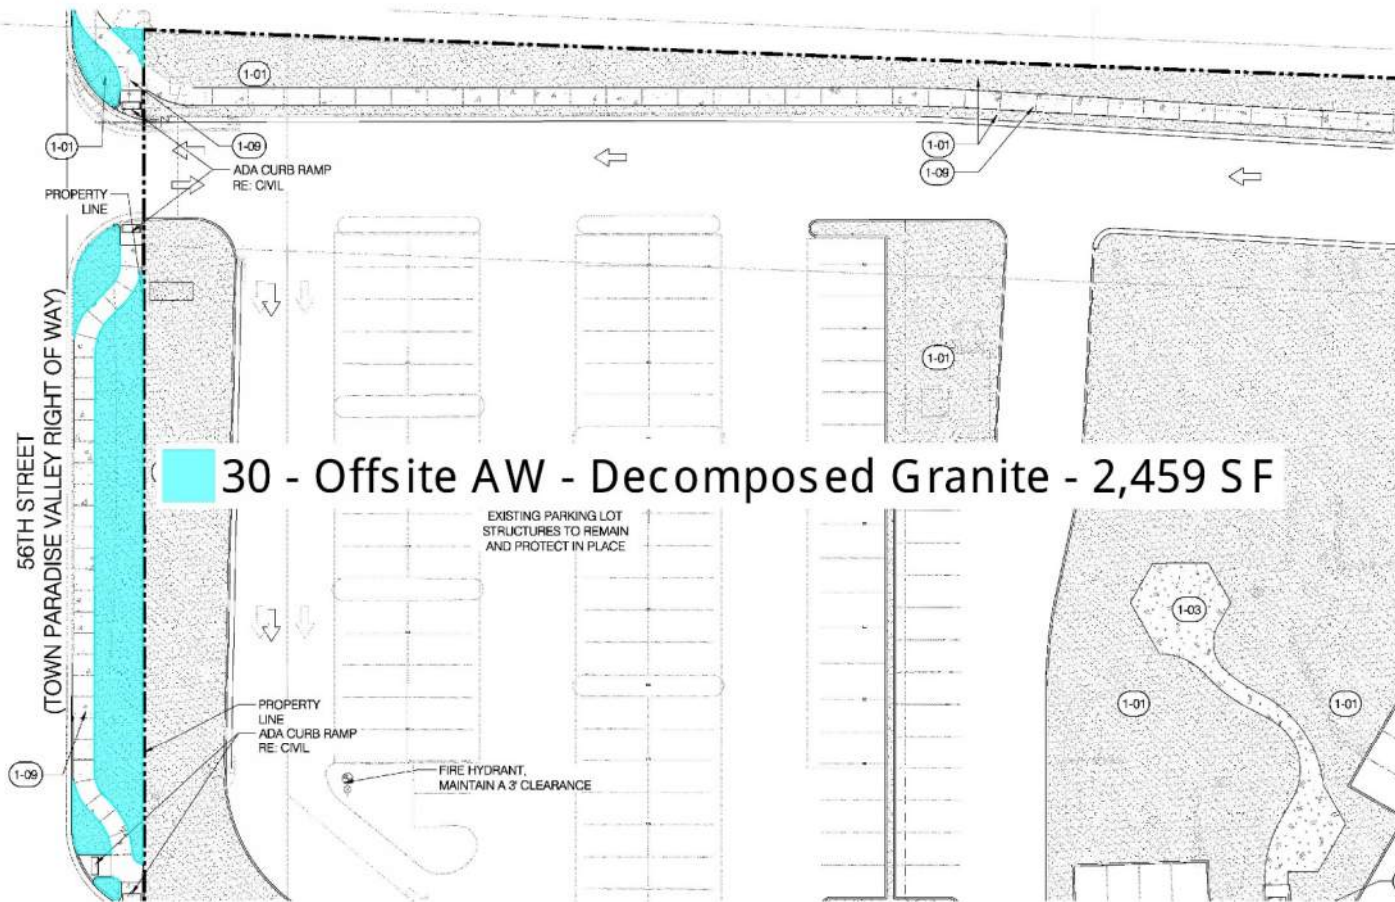 1-01
1-01
1-09
ADA CURB RAMP
RE: CIVIL
1-01
1-09
PROPERTY
LINE
1-01
56TH STREET
(TOWN PARADISE VALLEY RIGHT OF WAY)
30 - Offsite AW - Decomposed Granite - 2,459 SF
EXISTING PARKING LOT
STRUCTURES TO REMAIN
AND PROTECT IN PLACE
1-03
1-01
1-01
PROPERTY
LINE
ADA CURB RAMP
RE: CIVIL
1-09
FIRE HYDRANT,
MAINTAIN A 3' CLEARANCE